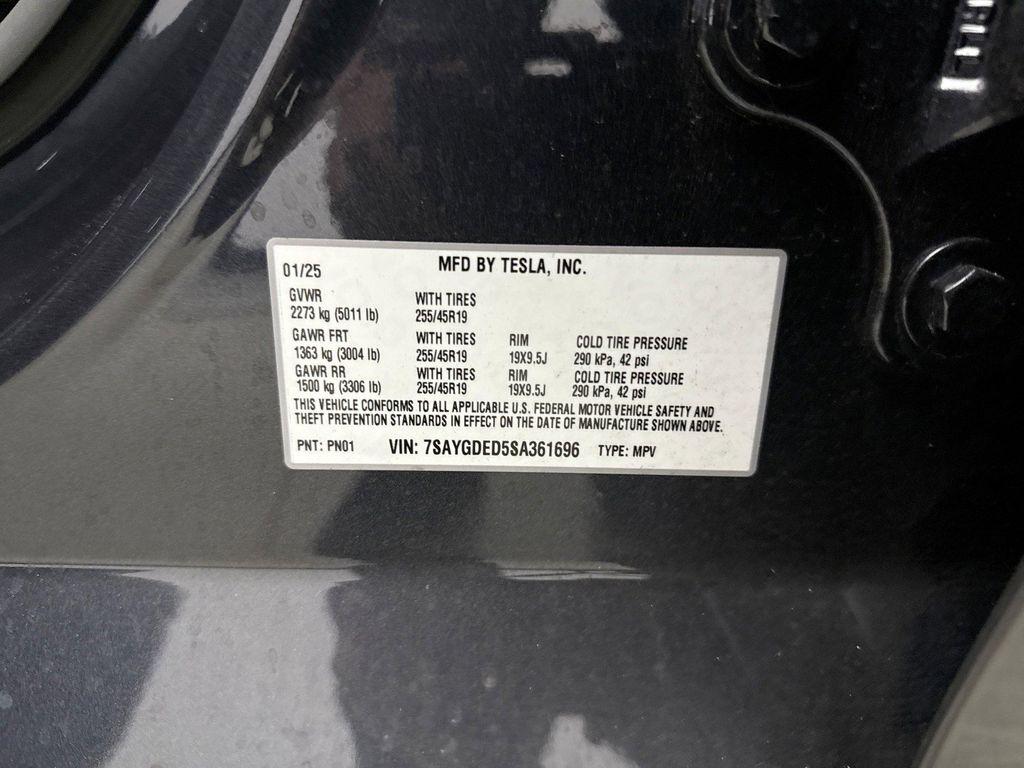 01/25 MFD BY TESLA, INC.
GVWR WITH TIRES
2273 kg (5011 lb) 255/45R19
GAWR FRT WITH TIRES RIM COLD TIRE PRESSURE
1363 kg (3004 lb) 255/45R19 19X9.5J 290 kPa, 42 psi
GAWR RR WITH TIRES RIM COLD TIRE PRESSURE
1500 kg (3306 lb) 255/45R19 19X9.5J 290 kPa, 42 psi
THIS VEHICLE CONFORMS TO ALL APPLICABLE U.S. FEDERAL MOTOR VEHICLE SAFETY AND
THEFT PREVENTION STANDARDS IN EFFECT ON THE DATE OF MANUFACTURE SHOWN ABOVE.
PNT: PN01 VIN: 7SAYGDED5SA361696 TYPE: MPV